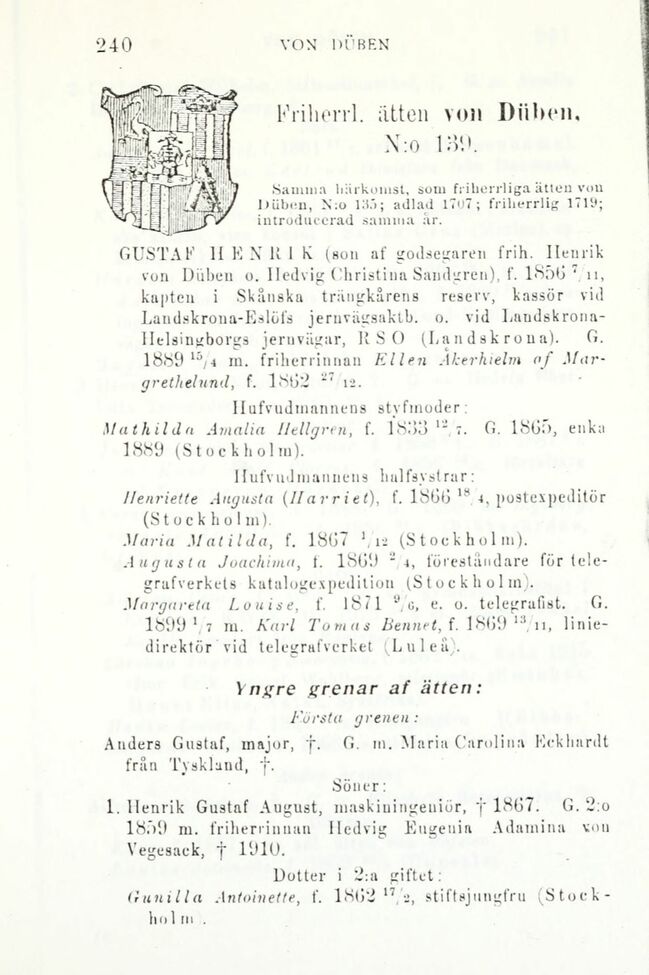 240 VON DÜBEN
Friherrl. ätten von Düben,
N:o 139.
Samma härkomst, som friherrliga ätten von
Düben, N:o 135; adlad 1707; friherrlig 1719;
introducerad samma år.
GUSTAF HENRIK (son af godsegaren frih. Henrik
von Düben o. Hedvig Christina Sandgren), f. 1856 7/11,
kapten i Skånska trängkårens reserv, kassör vid
Landskrona-Eslöfs jernvägsaktb. o. vid Landskrona-
Helsingborgs jernvägar, RSO (Landskrona). G.
1889 15/4 m. friherrinnan Ellen Åkerhielm af Mar-
grethelund, f. 1862 27/12.
Hufvudmannens styfmoder:
Mathilda Amalia Hellgren, f. 1833 12/7. G. 1865, enka
1889 (Stockholm).
Hufvudmannens halfsystrar:
Henriette Augusta (Harriet), f. 1866 18/4, postexpeditör
(Stockholm).
Maria Matilda, f. 1867 1/12 (Stockholm).
Augusta Joachima, f. 1869 2/4, föreståndare för tele-
grafverkets katalogexpedition (Stockholm).
Margareta Louise, f. 1871 9/6, e. o. telegrafist. G.
1899 1/7 m. Karl Tomas Bennet, f. 1869 13/11, linie-
direktör vid telegrafverket (Luleå).
Yngre grenar af ätten:
Första grenen:
Anders Gustaf, major, †. G. m. Maria Carolina Eckhardt
från Tyskland, †.
Söner:
1. Henrik Gustaf August, maskiningeniör, † 1867. G. 2:o
1859 m. friherrinnan Hedvig Eugenia Adamina von
Vegesack, † 1910.
Dotter i 2:a giftet:
Gunilla Antoinette, f. 1862 17/2, stiftsjungfru (Stock-
holm).